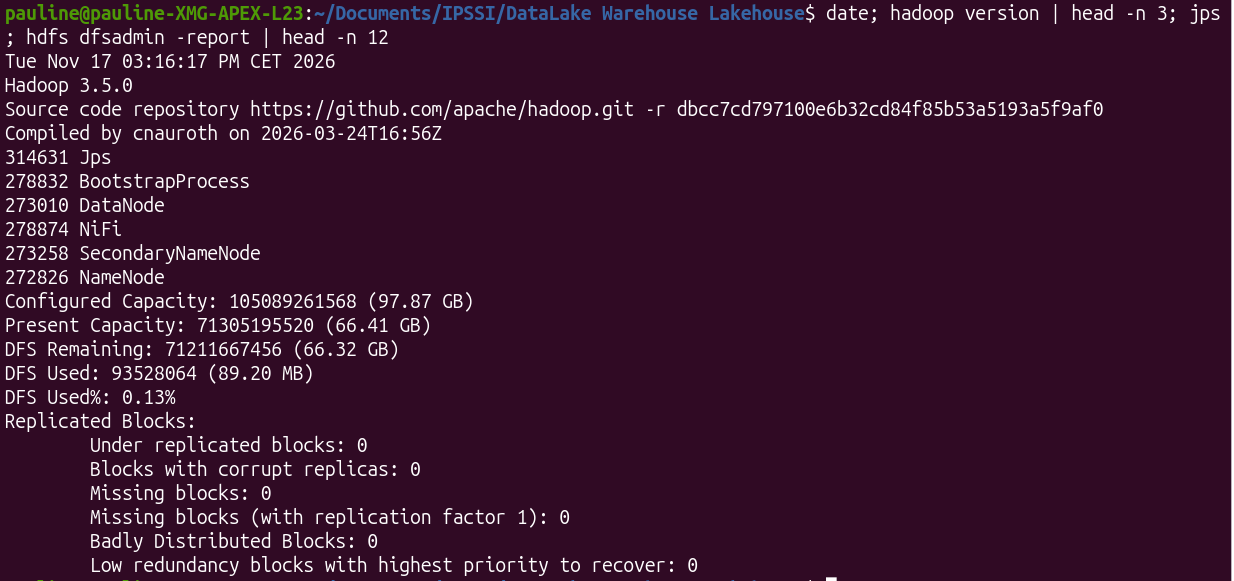 pauline@pauline-XMG-APEX-L23:~/Documents/IPSSI/DataLake Warehouse Lakehouse$ date; hadoop version | head -n 3; jps
; hdfs dfsadmin -report | head -n 12
Tue Nov 17 03:16:17 PM CET 2026
Hadoop 3.5.0
Source code repository https://github.com/apache/hadoop.git -r dbcc7cd797100e6b32cd84f85b53a5193a5f9af0
Compiled by cnauroth on 2026-03-24T16:56Z
314631 Jps
278832 BootstrapProcess
273010 DataNode
278874 NiFi
273258 SecondaryNameNode
272826 NameNode
Configured Capacity: 105089261568 (97.87 GB)
Present Capacity: 71305195520 (66.41 GB)
DFS Remaining: 71211667456 (66.32 GB)
DFS Used: 93528064 (89.20 MB)
DFS Used%: 0.13%
Replicated Blocks:
	Under replicated blocks: 0
	Blocks with corrupt replicas: 0
	Missing blocks: 0
	Missing blocks (with replication factor 1): 0
	Badly Distributed Blocks: 0
	Low redundancy blocks with highest priority to recover: 0